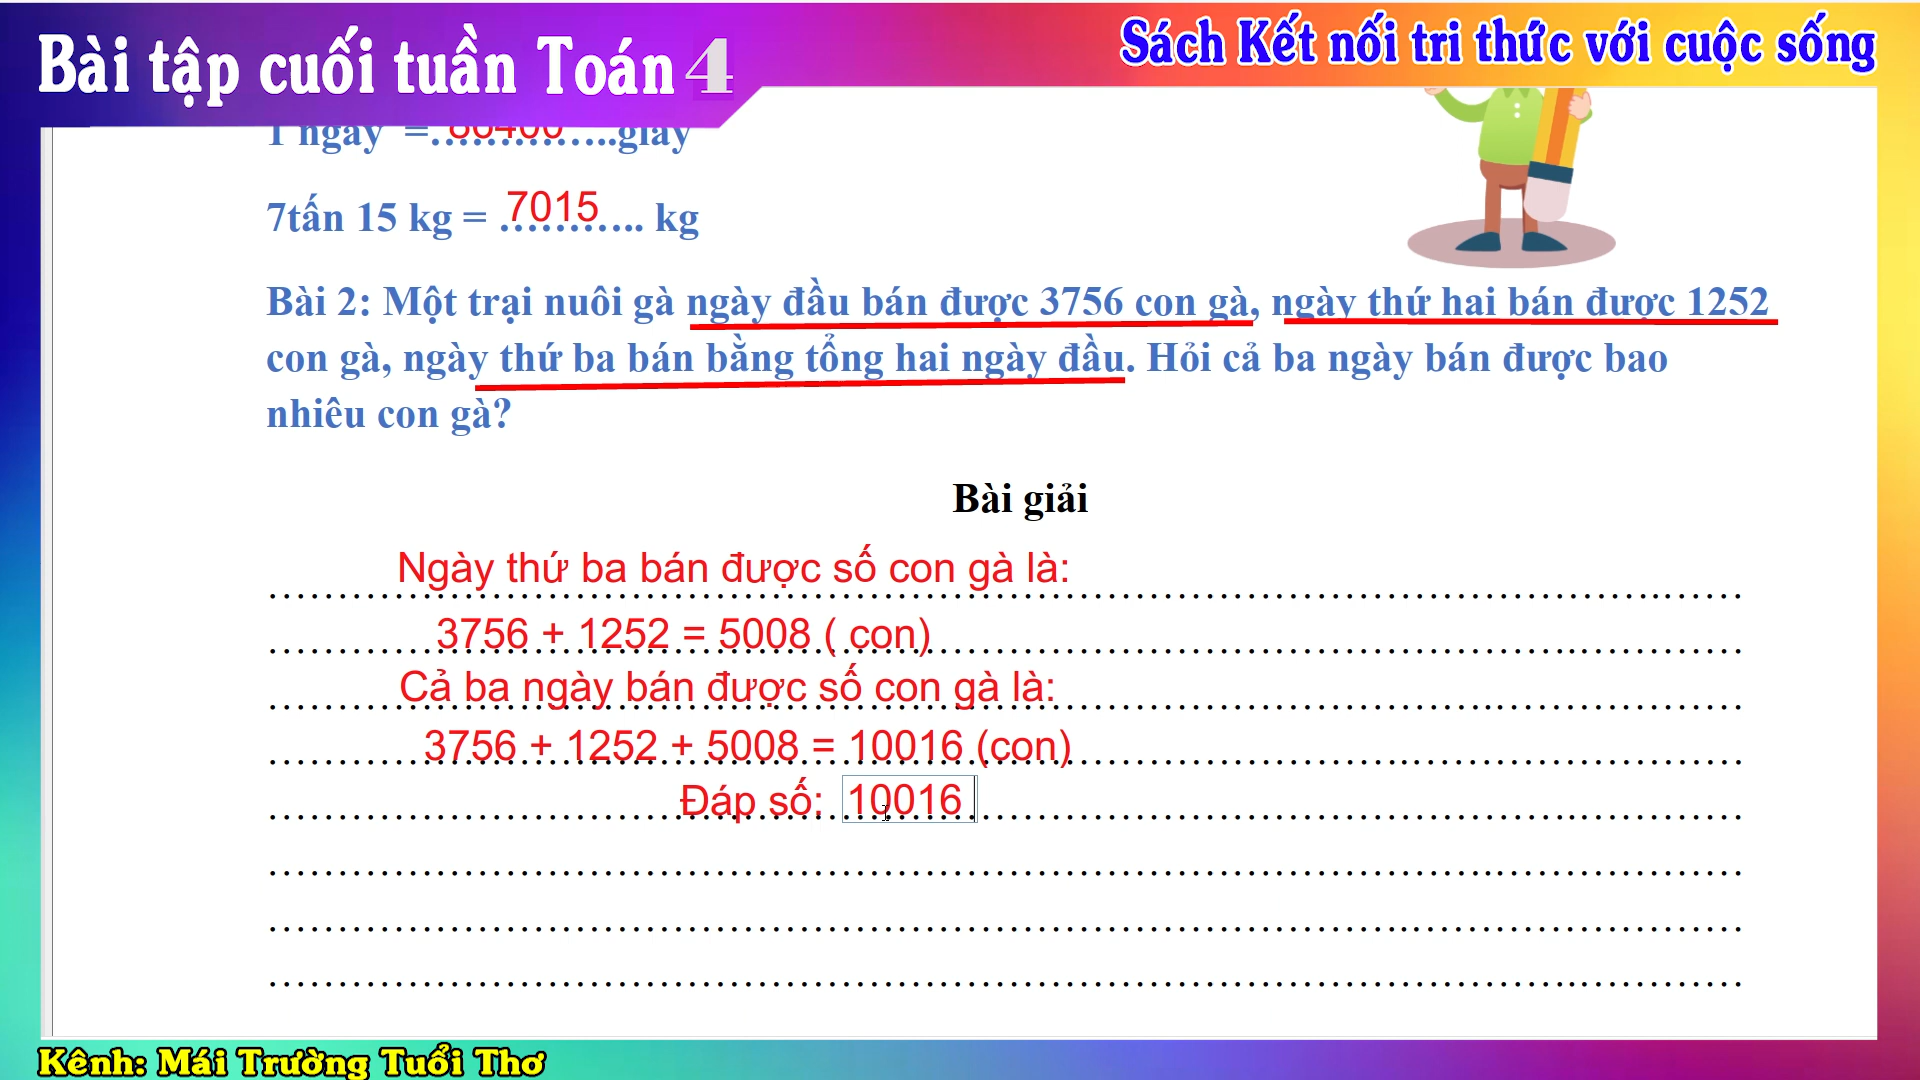 Bài tập cuối tuần Toán 4
Sách Kết nối tri thức với cuộc sống
1 ngày =. 86400 …..giây
7tấn 15 kg = 7015 ……….. kg
Bài 2: Một trại nuôi gà ngày đầu bán được 3756 con gà, ngày thứ hai bán được 1252
con gà, ngày thứ ba bán bằng tổng hai ngày đầu. Hỏi cả ba ngày bán được bao
nhiêu con gà?
Bài giải
Ngày thứ ba bán được số con gà là:
3756 + 1252 = 5008 ( con)
Cả ba ngày bán được số con gà là:
3756 + 1252 + 5008 = 10016 (con)
Đáp số: 10016
Kênh: Mái Trường Tuổi Thơ